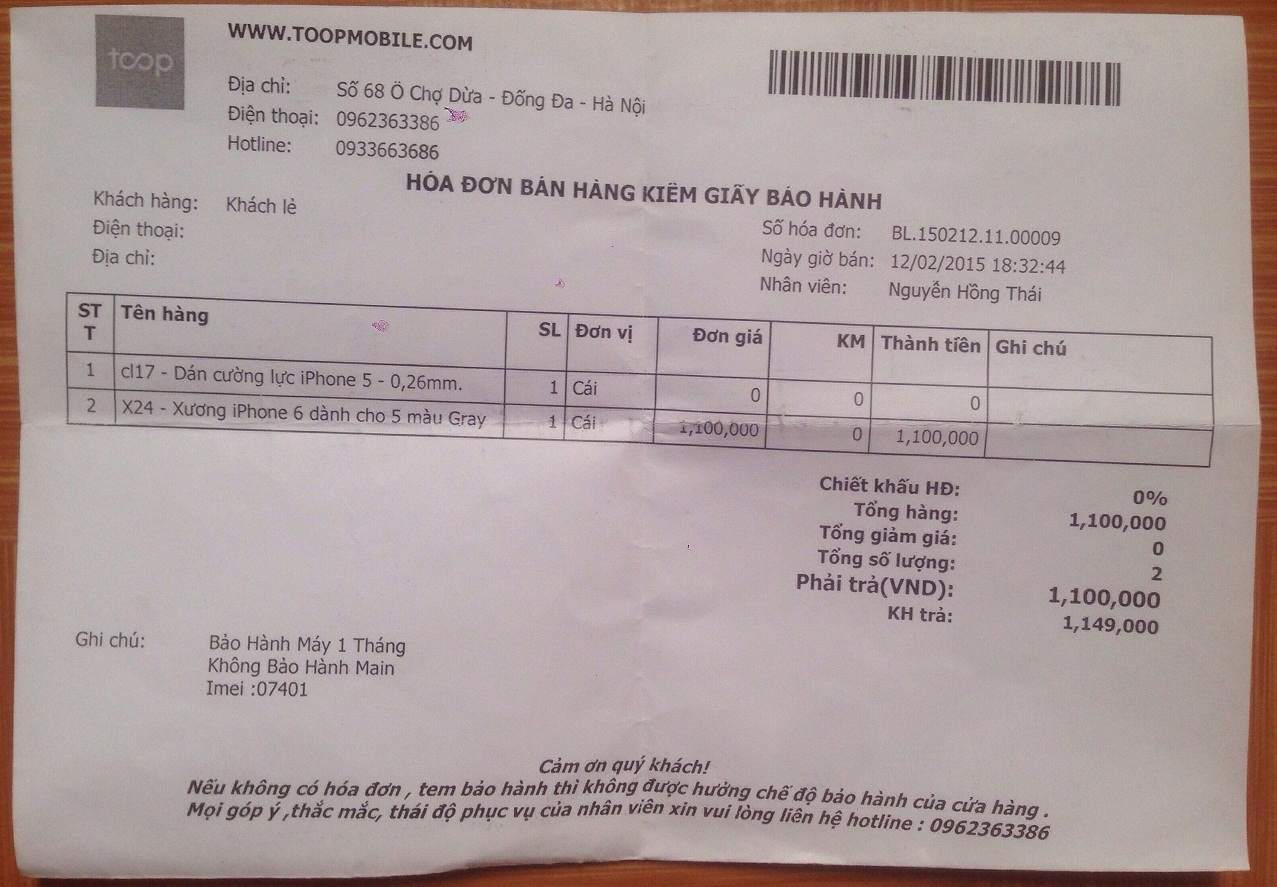 toop
WWW.TOOPMOBILE.COM
Địa chỉ: Số 68 Ô Chợ Dừa - Đống Đa - Hà Nội
Điện thoại: 0962363386
Hotline: 0933663686
HÓA ĐƠN BÁN HÀNG KIÊM GIẤY BẢO HÀNH
Khách hàng: Khách lẻ
Điện thoại:
Địa chỉ:
Số hóa đơn: BL.150212.11.00009
Ngày giờ bán: 12/02/2015 18:32:44
Nhân viên: Nguyễn Hồng Thái
STT Tên hàng SL Đơn vị Đơn giá KM Thành tiền Ghi chú
1 cl17 - Dán cường lực iPhone 5 - 0,26mm. 1 Cái 0 0 0
2 X24 - Xương iPhone 6 dành cho 5 màu Gray 1 Cái 1,100,000 0 1,100,000
Chiết khấu HĐ: 0%
Tổng hàng: 1,100,000
Tổng giảm giá: 0
Tổng số lượng: 2
Phải trả(VND): 1,100,000
KH trả: 1,149,000
Ghi chú: Bảo Hành Máy 1 Tháng
Không Bảo Hành Main
Imei :07401
Cảm ơn quý khách!
Nếu không có hóa đơn , tem bảo hành thì không được hưởng chế độ bảo hành của cửa hàng .
Mọi góp ý ,thắc mắc, thái độ phục vụ của nhân viên xin vui lòng liên hệ hotline : 0962363386